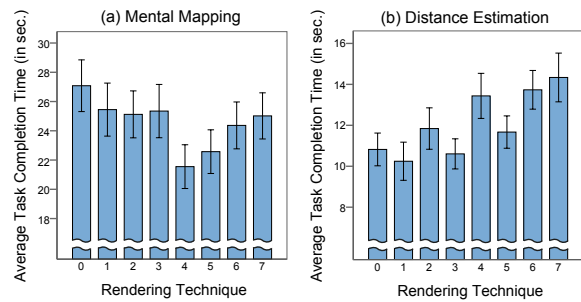 (a) Mental Mapping
Average Task Completion Time (in sec.)
30
28
26
24
22
20
18
0 1 2 3 4 5 6 7
Rendering Technique
(b) Distance Estimation
Average Task Completion Time (in sec.)
16
14
12
10
8
0 1 2 3 4 5 6 7
Rendering Technique